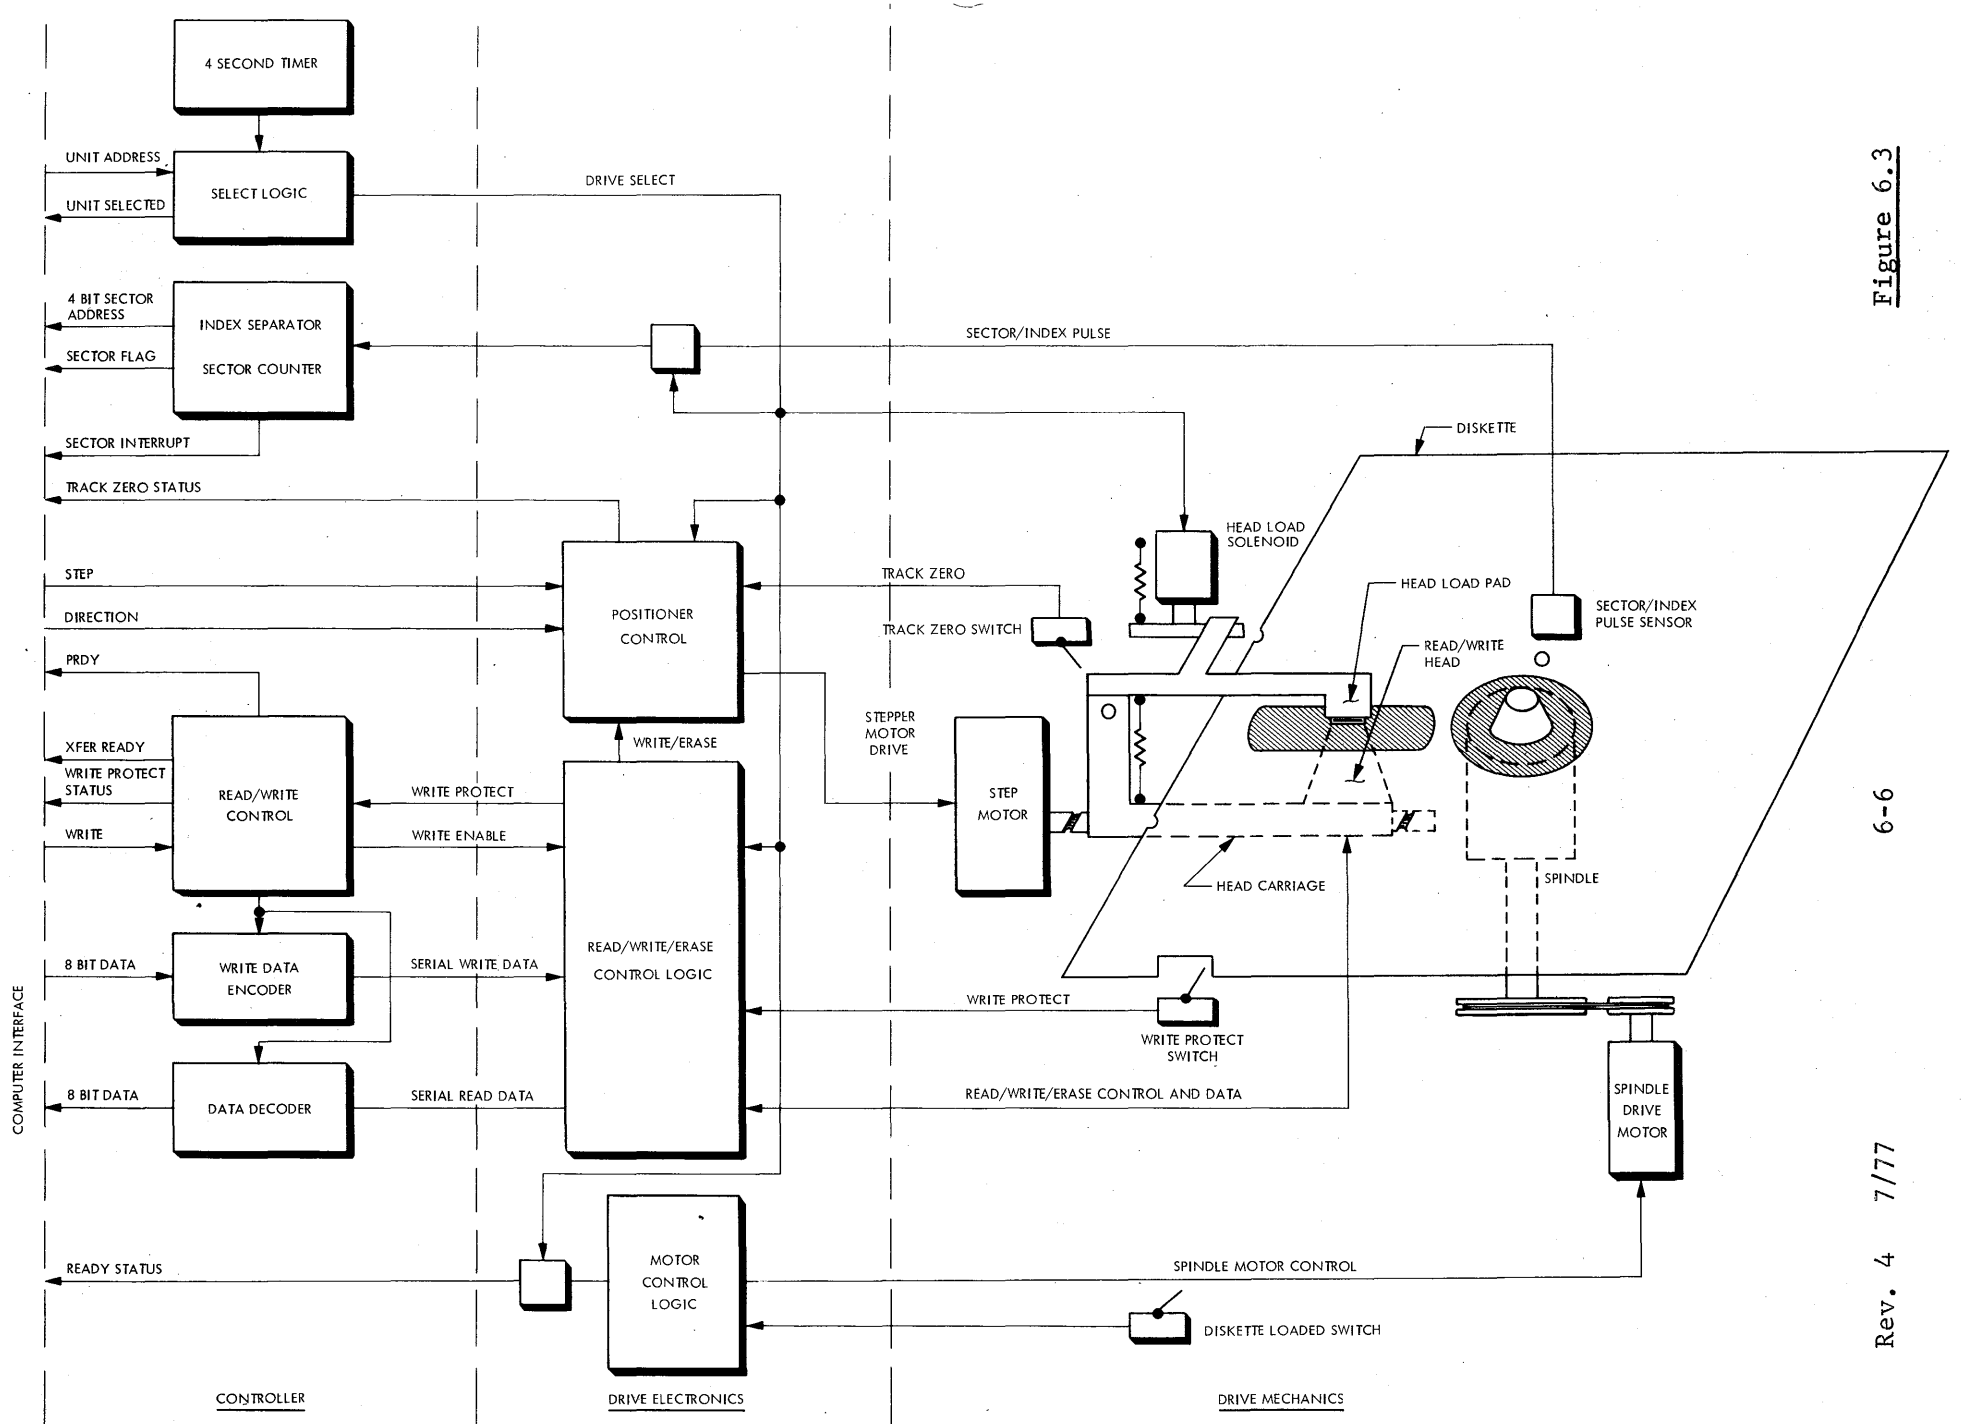 4 SECOND TIMER
UNIT ADDRESS
SELECT LOGIC
UNIT SELECTED
DRIVE SELECT
4 BIT SECTOR
ADDRESS
INDEX SEPARATOR
SECTOR COUNTER
SECTOR FLAG
SECTOR INTERRUPT
SECTOR/INDEX PULSE
Figure 6.3
TRACK ZERO STATUS
DISKETTE
HEAD LOAD
SOLENOID
STEP
DIRECTION
POSITIONER
CONTROL
TRACK ZERO
TRACK ZERO SWITCH
HEAD LOAD PAD
READ/WRITE
HEAD
SECTOR/INDEX
PULSE SENSOR
PRDY
XFER READY
WRITE PROTECT
STATUS
WRITE
READ/WRITE
CONTROL
WRITE PROTECT
WRITE ENABLE
WRITE/ERASE
STEPPER
MOTOR
DRIVE
STEP
MOTOR
HEAD CARRIAGE
SPINDLE
6-6
8 BIT DATA
WRITE DATA
ENCODER
SERIAL WRITE DATA
READ/WRITE/ERASE
CONTROL LOGIC
WRITE PROTECT
WRITE PROTECT
SWITCH
COMPUTER INTERFACE
8 BIT DATA
DATA DECODER
SERIAL READ DATA
READ/WRITE/ERASE CONTROL AND DATA
SPINDLE
DRIVE
MOTOR
READY STATUS
MOTOR
CONTROL
LOGIC
SPINDLE MOTOR CONTROL
DISKETTE LOADED SWITCH
Rev. 4 7/77
CONTROLLER
DRIVE ELECTRONICS
DRIVE MECHANICS